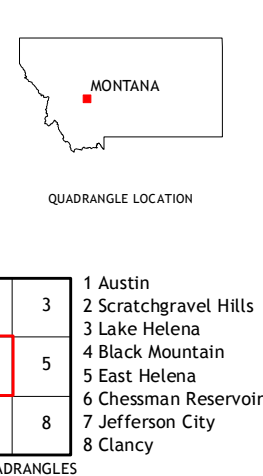 MONTANA
QUADRANGLE LOCATION
3
5
8
1 Austin
2 Scratchgravel Hills
3 Lake Helena
4 Black Mountain
5 East Helena
6 Chessman Reservoir
7 Jefferson City
8 Clancy
ADRANGLES